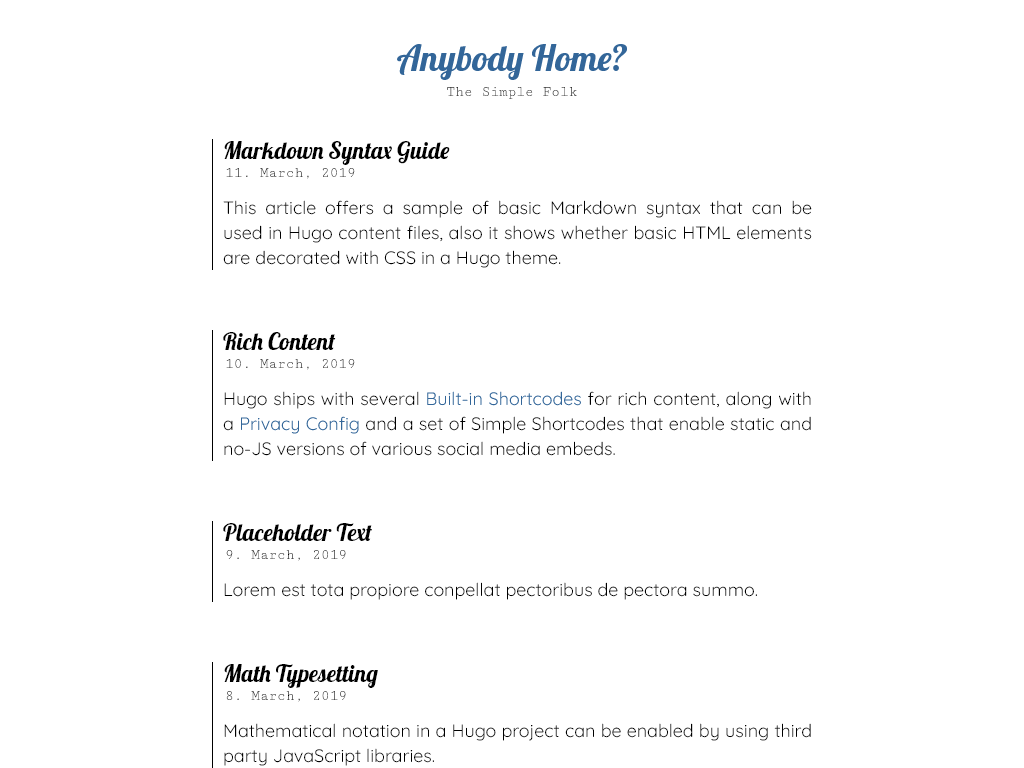 Anybody Home?
The Simple Folk
Markdown Syntax Guide
11. March, 2019
This article offers a sample of basic Markdown syntax that can be
used in Hugo content files, also it shows whether basic HTML elements
are decorated with CSS in a Hugo theme.
Rich Content
10. March, 2019
Hugo ships with several Built-in Shortcodes for rich content, along with
a Privacy Config and a set of Simple Shortcodes that enable static and
no-JS versions of various social media embeds.
Placeholder Text
9. March, 2019
Lorem est tota propiore conpellat pectoribus de pectora summo.
Math Typesetting
8. March, 2019
Mathematical notation in a Hugo project can be enabled by using third
party JavaScript libraries.